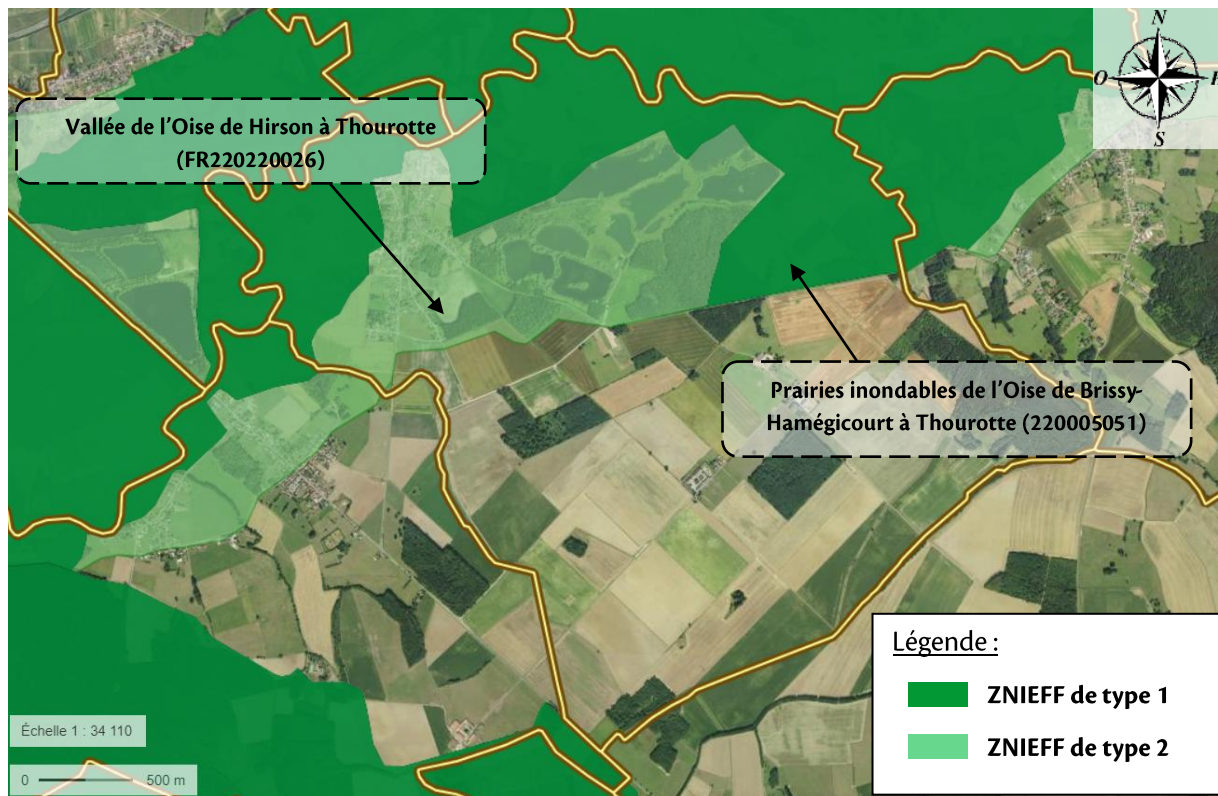 N
O
E
S
Vallée de l'Oise de Hirson à Thourotte
(FR220220026)
Prairies inondables de l'Oise de Brissy-
Hamégicourt à Thourotte (220005051)
Légende :
ZNIEFF de type 1
ZNIEFF de type 2
Échelle 1 : 34 110
0 500 m